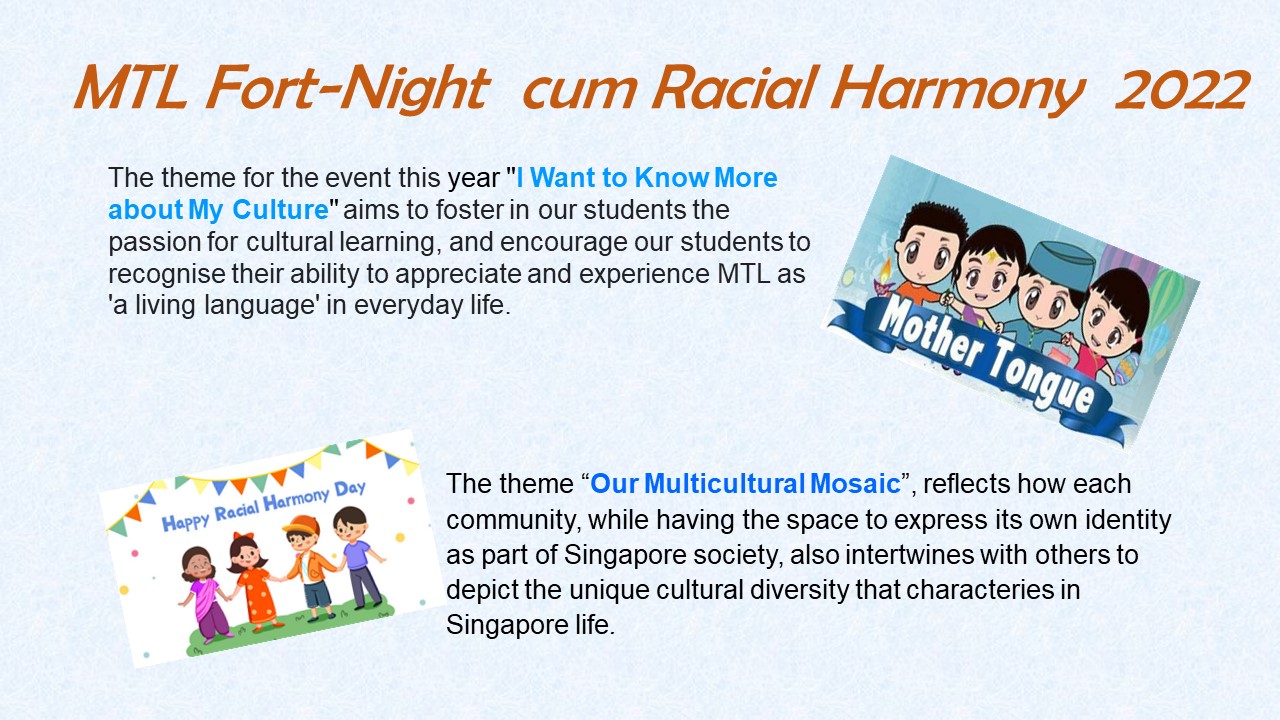 MTL Fort-Night cum Racial Harmony 2022
The theme for the event this year "I Want to Know More
about My Culture" aims to foster in our students the
passion for cultural learning, and encourage our students to
recognise their ability to appreciate and experience MTL as
'a living language' in everyday life.
Mother Tongue
Happy Racial Harmony Day
The theme “Our Multicultural Mosaic”, reflects how each
community, while having the space to express its own identity
as part of Singapore society, also intertwines with others to
depict the unique cultural diversity that characteries in
Singapore life.